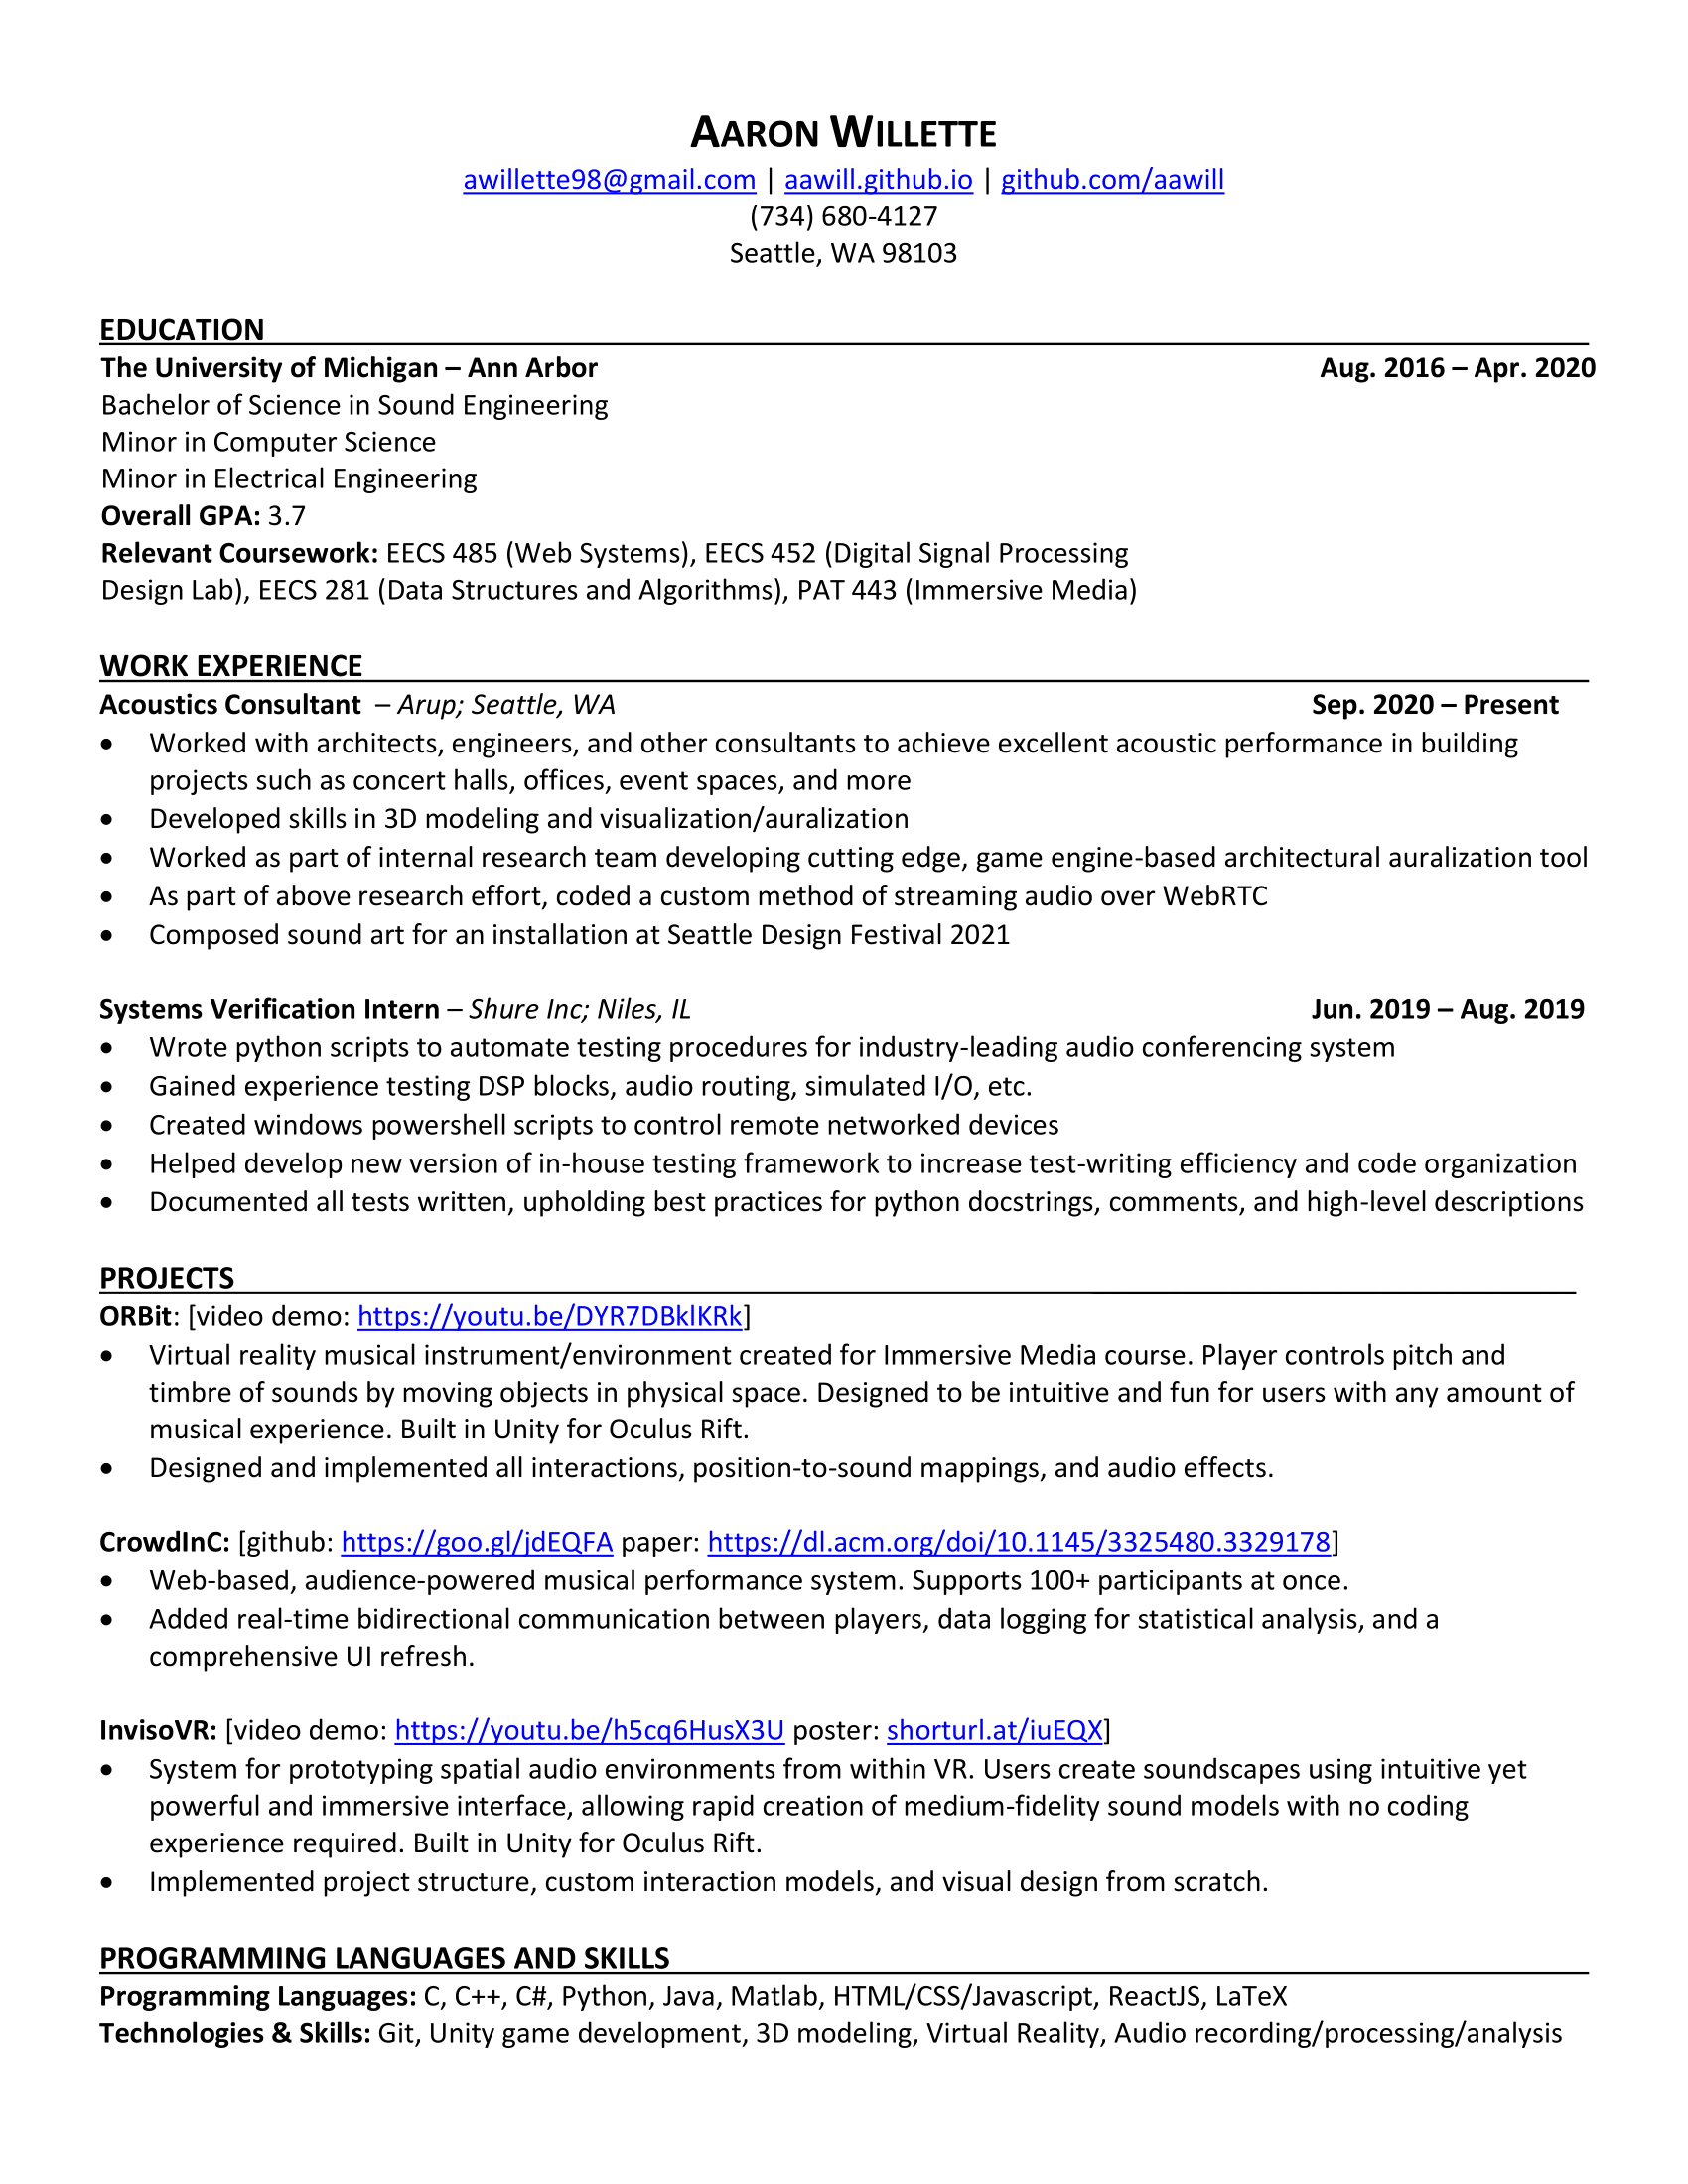 AARON WILLETTE
awillette98@gmail.com | aawill.github.io | github.com/aawill
(734) 680-4127
Seattle, WA 98103
EDUCATION
The University of Michigan – Ann Arbor Aug. 2016 – Apr. 2020
Bachelor of Science in Sound Engineering
Minor in Computer Science
Minor in Electrical Engineering
Overall GPA: 3.7
Relevant Coursework: EECS 485 (Web Systems), EECS 452 (Digital Signal Processing
Design Lab), EECS 281 (Data Structures and Algorithms), PAT 443 (Immersive Media)
WORK EXPERIENCE
Acoustics Consultant – Arup; Seattle, WA Sep. 2020 – Present
• Worked with architects, engineers, and other consultants to achieve excellent acoustic performance in building
projects such as concert halls, offices, event spaces, and more
• Developed skills in 3D modeling and visualization/auralization
• Worked as part of internal research team developing cutting edge, game engine-based architectural auralization tool
• As part of above research effort, coded a custom method of streaming audio over WebRTC
• Composed sound art for an installation at Seattle Design Festival 2021
Systems Verification Intern – Shure Inc; Niles, IL Jun. 2019 – Aug. 2019
• Wrote python scripts to automate testing procedures for industry-leading audio conferencing system
• Gained experience testing DSP blocks, audio routing, simulated I/O, etc.
• Created windows powershell scripts to control remote networked devices
• Helped develop new version of in-house testing framework to increase test-writing efficiency and code organization
• Documented all tests written, upholding best practices for python docstrings, comments, and high-level descriptions
PROJECTS
ORBit: [video demo: https://youtu.be/DYR7DBklKRk]
• Virtual reality musical instrument/environment created for Immersive Media course. Player controls pitch and
timbre of sounds by moving objects in physical space. Designed to be intuitive and fun for users with any amount of
musical experience. Built in Unity for Oculus Rift.
• Designed and implemented all interactions, position-to-sound mappings, and audio effects.
CrowdInC: [github: https://goo.gl/jdEQFA paper: https://dl.acm.org/doi/10.1145/3325480.3329178]
• Web-based, audience-powered musical performance system. Supports 100+ participants at once.
• Added real-time bidirectional communication between players, data logging for statistical analysis, and a
comprehensive UI refresh.
InvisoVR: [video demo: https://youtu.be/h5cq6HusX3U poster: shorturl.at/iuEQX]
• System for prototyping spatial audio environments from within VR. Users create soundscapes using intuitive yet
powerful and immersive interface, allowing rapid creation of medium-fidelity sound models with no coding
experience required. Built in Unity for Oculus Rift.
• Implemented project structure, custom interaction models, and visual design from scratch.
PROGRAMMING LANGUAGES AND SKILLS
Programming Languages: C, C++, C#, Python, Java, Matlab, HTML/CSS/Javascript, ReactJS, LaTeX
Technologies & Skills: Git, Unity game development, 3D modeling, Virtual Reality, Audio recording/processing/analysis